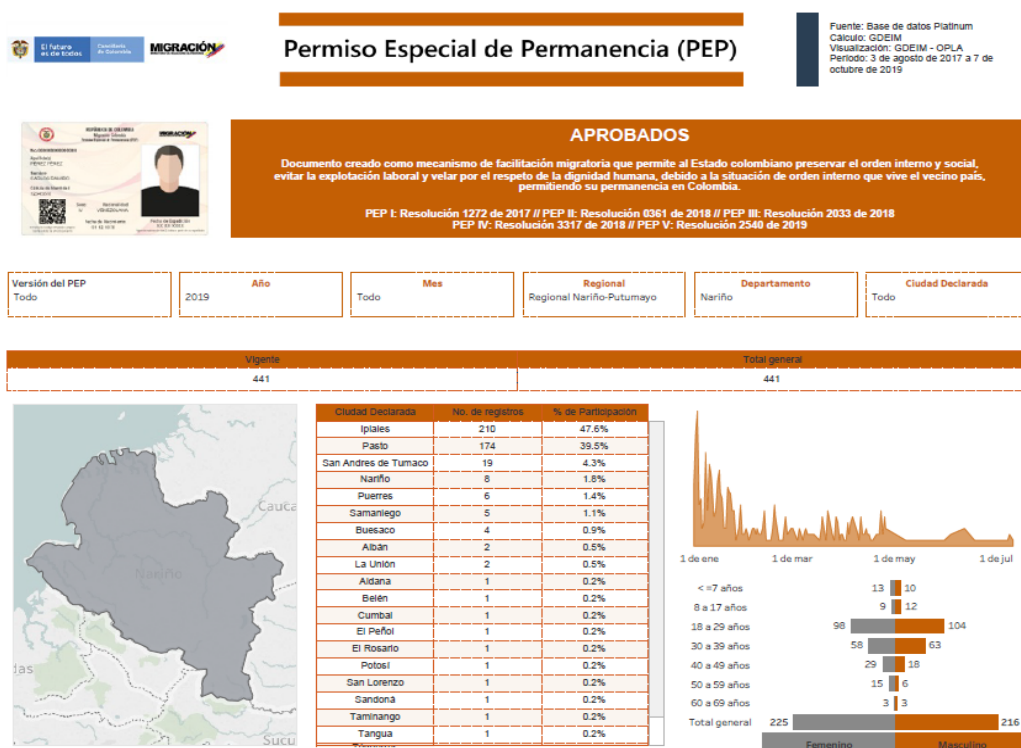 El futuro
es de todos
Cancillería
de Colombia
MIGRACIÓN
Permiso Especial de Permanencia (PEP)
Fuente: Base de datos Platinum
Cálculo: GDEIM
Visualización: GDEIM - OPLA
Periodo: 3 de agosto de 2017 a 7 de
octubre de 2019
REPÚBLICA DE COLOMBIA
MIGRACIÓN
APROBADOS
Documento creado como mecanismo de facilitación migratoria que permite al Estado colombiano preservar el orden interno y social,
evitar la explotación laboral y velar por el respeto de la dignidad humana, debido a la situación de orden interno que vive el vecino país,
permitiendo su permanencia en Colombia.
PEP I: Resolución 1272 de 2017 // PEP II: Resolución 0361 de 2018 // PEP III: Resolución 2033 de 2018
PEP IV: Resolución 3317 de 2018 // PEP V: Resolución 2540 de 2019
Versión del PEP
Todo
Año
2019
Mes
Todo
Regional
Regional Nariño-Putumayo
Departamento
Nariño
Ciudad Declarada
Todo
Vigente Total general
441 441
Cauca
Nariño
Sucu
Ciudad Declarada No. de registros % de Participación
Ipiales 210 47.6%
Pasto 174 39.5%
San Andres de Tumaco 19 4.3%
Nariño 8 1.8%
Puerres 6 1.4%
Samaniego 5 1.1%
Buesaco 4 0.9%
Albán 2 0.5%
La Unión 2 0.5%
Aldana 1 0.2%
Belén 1 0.2%
Cumbal 1 0.2%
El Peñol 1 0.2%
El Rosario 1 0.2%
Potosí 1 0.2%
San Lorenzo 1 0.2%
Sandoná 1 0.2%
Taminango 1 0.2%
Tangua 1 0.2%
1 de ene 1 de mar 1 de may 1 de jul
<=7 años 13 10
8 a 17 años 9 12
18 a 29 años 98 104
30 a 39 años 58 63
40 a 49 años 29 18
50 a 59 años 15 6
60 a 69 años 3 3
Total general 225 216
Femenino Masculino